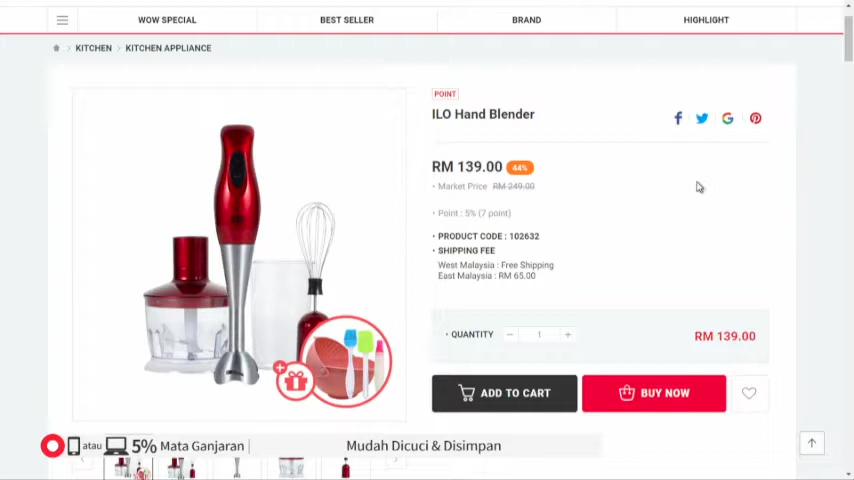 WOW SPECIAL
BEST SELLER
BRAND
HIGHLIGHT
> KITCHEN > KITCHEN APPLIANCE
POINT
ILO Hand Blender
RM 139.00 44%
• Market Price RM 249.00
• Point : 5% (7 point)
• PRODUCT CODE : 102632
• SHIPPING FEE
West Malaysia : Free Shipping
East Malaysia : RM 65.00
• QUANTITY − 1 + RM 139.00
ADD TO CART
BUY NOW
atau 5% Mata Ganjaran
Mudah Dicuci & Disimpan